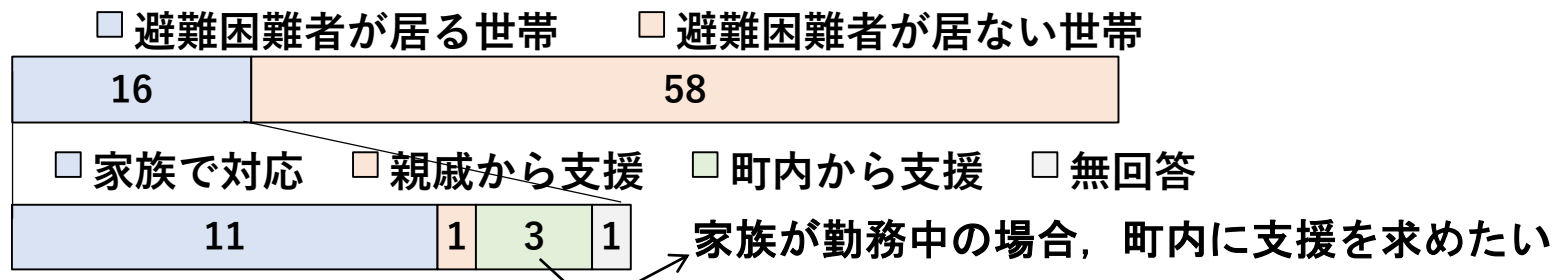 避難困難者が居る世帯 避難困難者が居ない世帯
16 58
家族で対応 親戚から支援 町内から支援 無回答
11 1 3 1 家族が勤務中の場合，町内に支援を求めたい